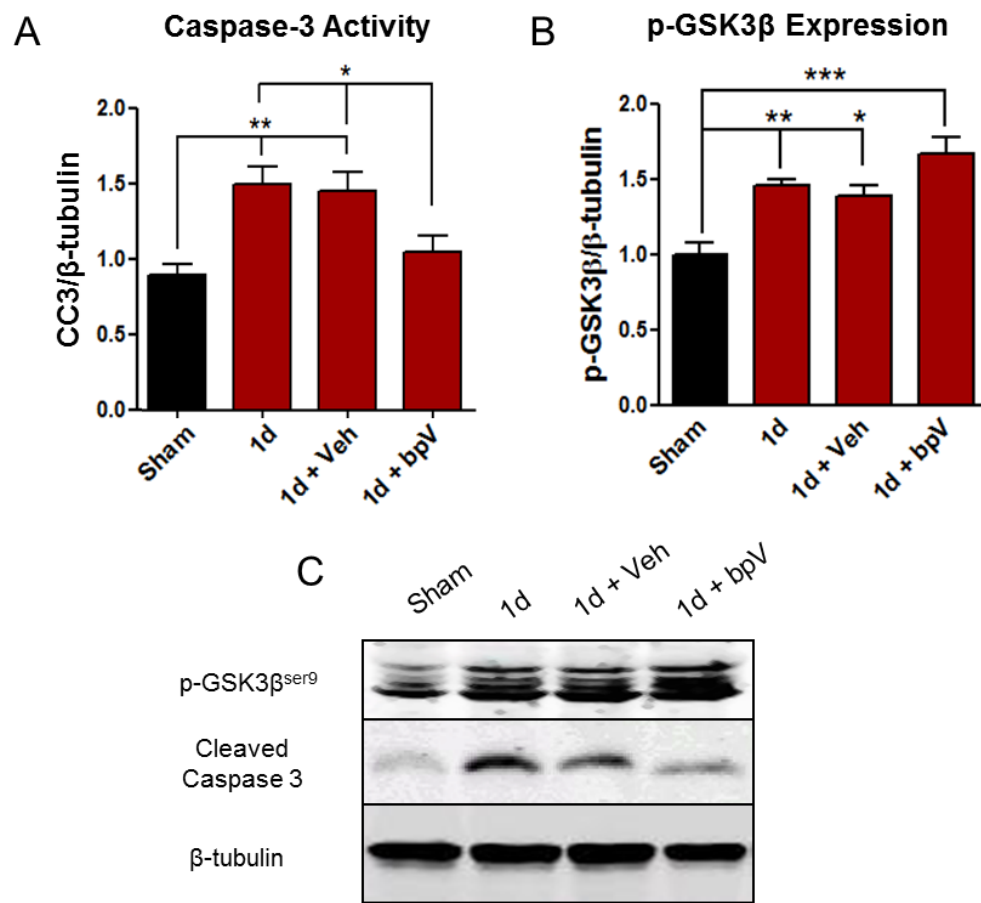 A
Caspase-3 Activity
*
**
2.0
1.5
1.0
0.5
0.0
CC3/β-tubulin
Sham
1d
1d + Veh
1d + bpV
B
p-GSK3β Expression
***
**
*
2.0
1.5
1.0
0.5
0.0
p-GSK3β/β-tubulin
Sham
1d
1d + Veh
1d + bpV
C
Sham
1d
1d + Veh
1d + bpV
p-GSK3βser9
Cleaved
Caspase 3
β-tubulin